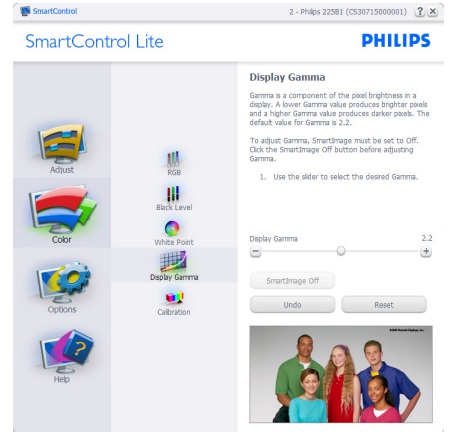 SmartControl
2 - Philips 225B1 (CS30715000001)
SmartControl Lite
PHILIPS
Adjust
Color
Options
Help
RGB
Black Level
White Point
Display Gamma
Calibration
Display Gamma
Gamma is a component of the pixel brightness in a
display. A lower Gamma value produces brighter pixels
and a higher Gamma value produces darker pixels. The
default value for Gamma is 2.2.
To adjust Gamma, SmartImage must be set to Off.
Click the SmartImage Off button before adjusting
Gamma.
1. Use the slider to select the desired Gamma.
Display Gamma 2.2
SmartImage Off
Undo Reset